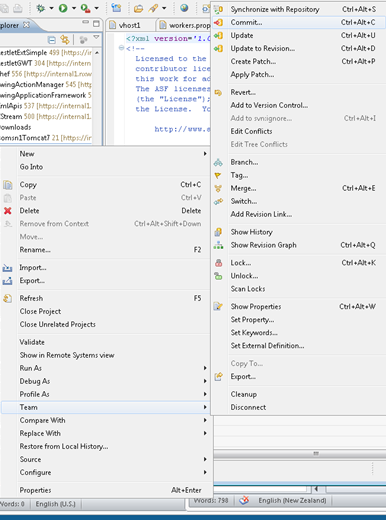 plorer
vhost1
workers.prope
estletExtSimple 499 [https://internal
estletGWT 304 [https://internal1.
hef 556 [https://internal1.nosw
wingActionManager 545 [https
wingApplicationFramework
mlApis 537 [https://internal1.
Stream 500 [https://internal1.
ownloads
omsn1Tomcat7 21 [https://intern
<?xml version='1.0
<!--
Licensed to the
contributor lice
this work for ad
The ASF licenses
(the "License");
the License. Yo
http://www.a
New
Go Into
Copy Ctrl+C
Paste Ctrl+V
Delete Delete
Remove from Context Ctrl+Alt+Shift+Down
Move...
Rename... F2
Import...
Export...
Refresh F5
Close Project
Close Unrelated Projects
Validate
Show in Remote Systems view
Run As
Debug As
Profile As
Team
Compare With
Replace With
Restore from Local History...
Source
Configure
Properties Alt+Enter
Synchronize with Repository Ctrl+Alt+S
Commit... Ctrl+Alt+C
Update Ctrl+Alt+U
Update to Revision... Ctrl+Alt+D
Create Patch... Ctrl+Alt+P
Apply Patch...
Revert...
Add to Version Control...
Add to svn:ignore... Ctrl+Alt+I
Edit Conflicts
Edit Tree Conflicts
Branch...
Tag...
Merge... Ctrl+Alt+E
Switch...
Add Revision Link...
Show History
Show Revision Graph Ctrl+Alt+Q
Lock... Ctrl+Alt+K
Unlock...
Scan Locks
Show Properties Ctrl+Alt+W
Set Property...
Set Keywords...
Set External Definition...
Copy To...
Export...
Cleanup
Disconnect
Words: 0 English (U.S.)
Words: 798 English (New Zealand)